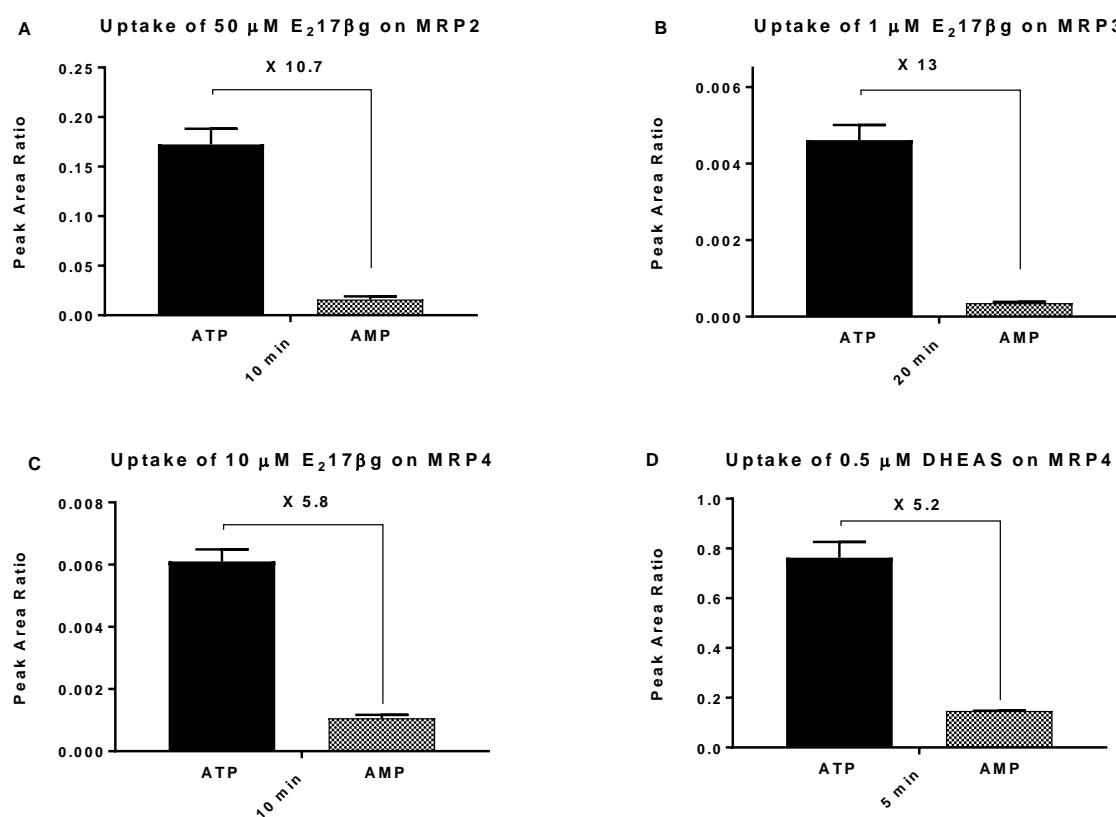 A
Uptake of 50 μM E₂17βg on MRP2
X 10.7
Peak Area Ratio
0.25
0.20
0.15
0.10
0.05
0.00
ATP
AMP
10 min
B
Uptake of 1 μM E₂17βg on MRP3
X 13
Peak Area Ratio
0.006
0.004
0.002
0.000
ATP
AMP
20 min
C
Uptake of 10 μM E₂17βg on MRP4
X 5.8
Peak Area Ratio
0.008
0.006
0.004
0.002
0.000
ATP
AMP
10 min
D
Uptake of 0.5 μM DHEAS on MRP4
X 5.2
Peak Area Ratio
1.0
0.8
0.6
0.4
0.2
0.0
ATP
AMP
5 min